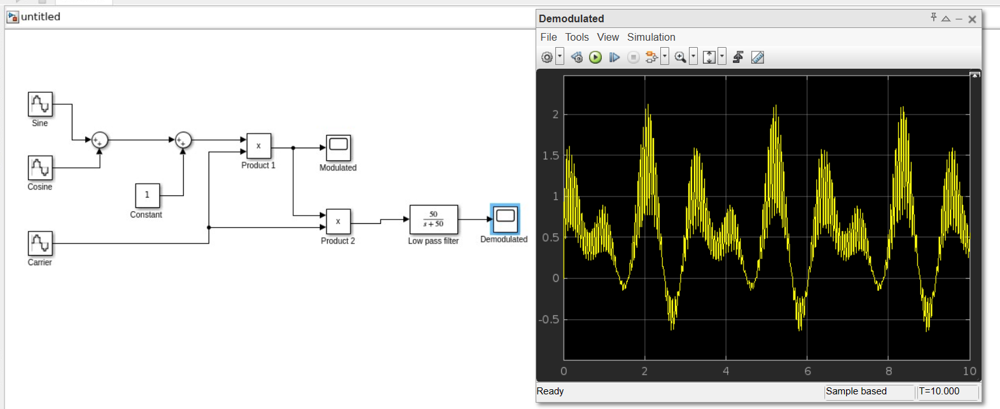 untitled
Sine
Cosine
1
Constant
Carrier
x
Product 1
Modulated
x
Product 2
50
s + 50
Low pass filter
Demodulated
Demodulated
File Tools View Simulation
2
1.5
1
0.5
0
-0.5
0 2 4 6 8 10
Ready Sample based T=10.000